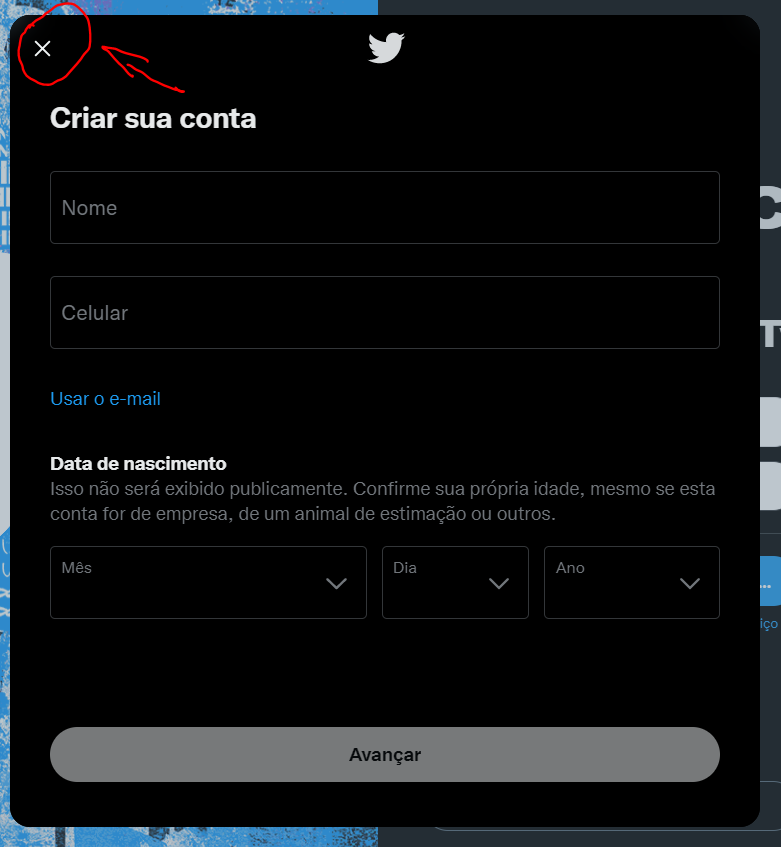 Criar sua conta
Nome
Celular
Usar o e-mail
Data de nascimento
Isso não será exibido publicamente. Confirme sua própria idade, mesmo se esta
conta for de empresa, de um animal de estimação ou outros.
Mês Dia Ano
Avançar